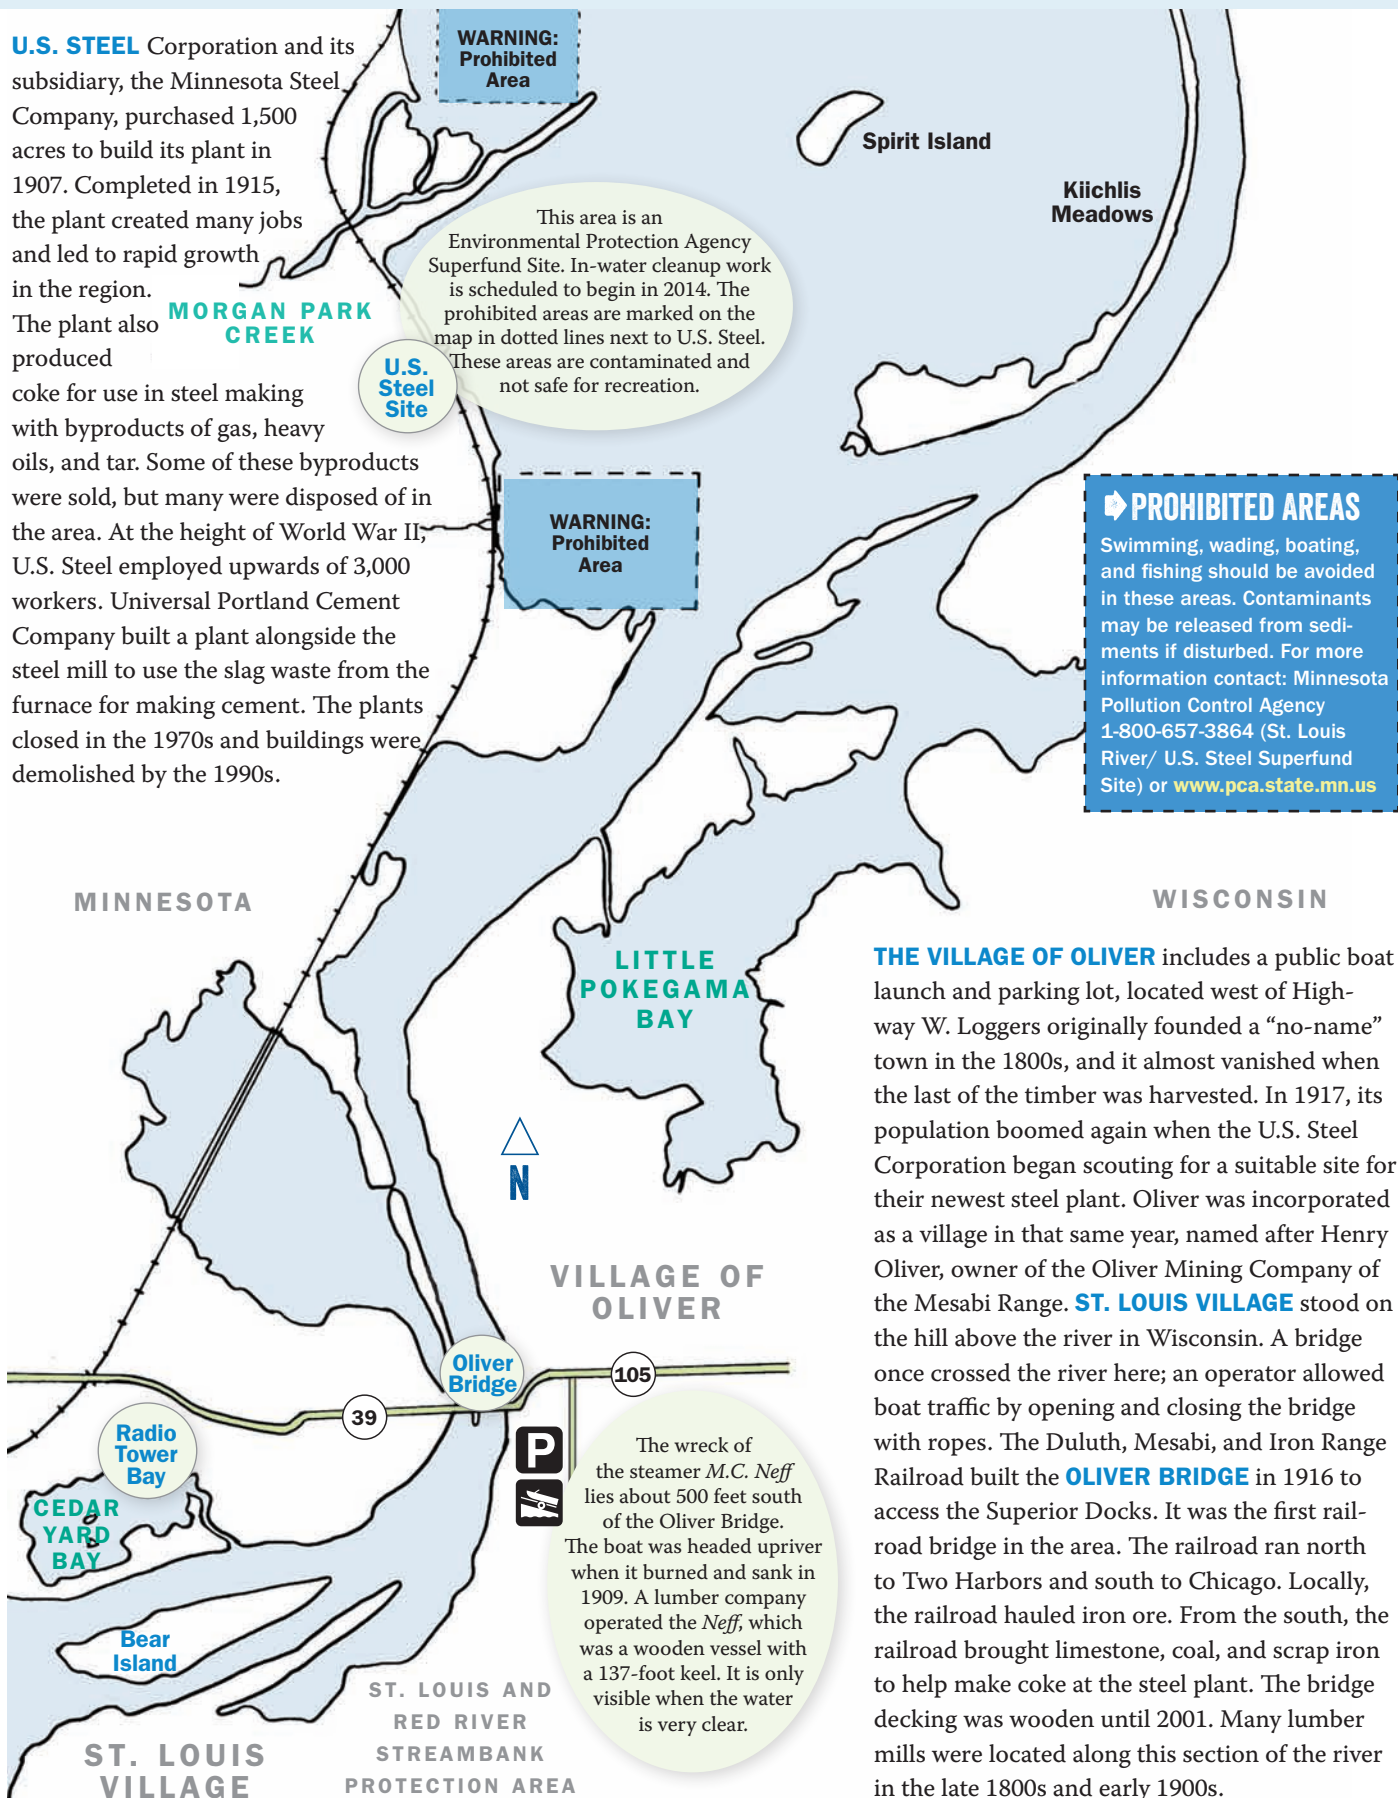 U.S. STEEL Corporation and its
subsidiary, the Minnesota Steel
Company, purchased 1,500
acres to build its plant in
1907. Completed in 1915,
the plant created many jobs
and led to rapid growth
in the region.
The plant also
produced
coke for use in steel making
with byproducts of gas, heavy
oils, and tar. Some of these byproducts
were sold, but many were disposed of in
the area. At the height of World War II,
U.S. Steel employed upwards of 3,000
workers. Universal Portland Cement
Company built a plant alongside the
steel mill to use the slag waste from the
furnace for making cement. The plants
closed in the 1970s and buildings were
demolished by the 1990s.
WARNING:
Prohibited
Area
Spirit Island
Kiichlis
Meadows
This area is an
Environmental Protection Agency
Superfund Site. In-water cleanup work
is scheduled to begin in 2014. The
prohibited areas are marked on the
map in dotted lines next to U.S. Steel.
These areas are contaminated and
not safe for recreation.
MORGAN PARK
CREEK
U.S.
Steel
Site
WARNING:
Prohibited
Area
PROHIBITED AREAS
Swimming, wading, boating,
and fishing should be avoided
in these areas. Contaminants
may be released from sedi-
ments if disturbed. For more
information contact: Minnesota
Pollution Control Agency
1-800-657-3864 (St. Louis
River/ U.S. Steel Superfund
Site) or www.pca.state.mn.us
MINNESOTA
WISCONSIN
LITTLE
POKEGAMA
BAY
N
VILLAGE OF
OLIVER
Oliver
Bridge
105
39
Radio
Tower
Bay
CEDAR
YARD
BAY
P
The wreck of
the steamer M.C. Neff
lies about 500 feet south
of the Oliver Bridge.
The boat was headed upriver
when it burned and sank in
1909. A lumber company
operated the Neff, which
was a wooden vessel with
a 137-foot keel. It is only
visible when the water
is very clear.
Bear
Island
ST. LOUIS AND
RED RIVER
STREAMBANK
PROTECTION AREA
ST. LOUIS
VILLAGE
THE VILLAGE OF OLIVER includes a public boat
launch and parking lot, located west of High-
way W. Loggers originally founded a “no-name”
town in the 1800s, and it almost vanished when
the last of the timber was harvested. In 1917, its
population boomed again when the U.S. Steel
Corporation began scouting for a suitable site for
their newest steel plant. Oliver was incorporated
as a village in that same year, named after Henry
Oliver, owner of the Oliver Mining Company of
the Mesabi Range. ST. LOUIS VILLAGE stood on
the hill above the river in Wisconsin. A bridge
once crossed the river here; an operator allowed
boat traffic by opening and closing the bridge
with ropes. The Duluth, Mesabi, and Iron Range
Railroad built the OLIVER BRIDGE in 1916 to
access the Superior Docks. It was the first rail-
road bridge in the area. The railroad ran north
to Two Harbors and south to Chicago. Locally,
the railroad hauled iron ore. From the south, the
railroad brought limestone, coal, and scrap iron
to help make coke at the steel plant. The bridge
decking was wooden until 2001. Many lumber
mills were located along this section of the river
in the late 1800s and early 1900s.